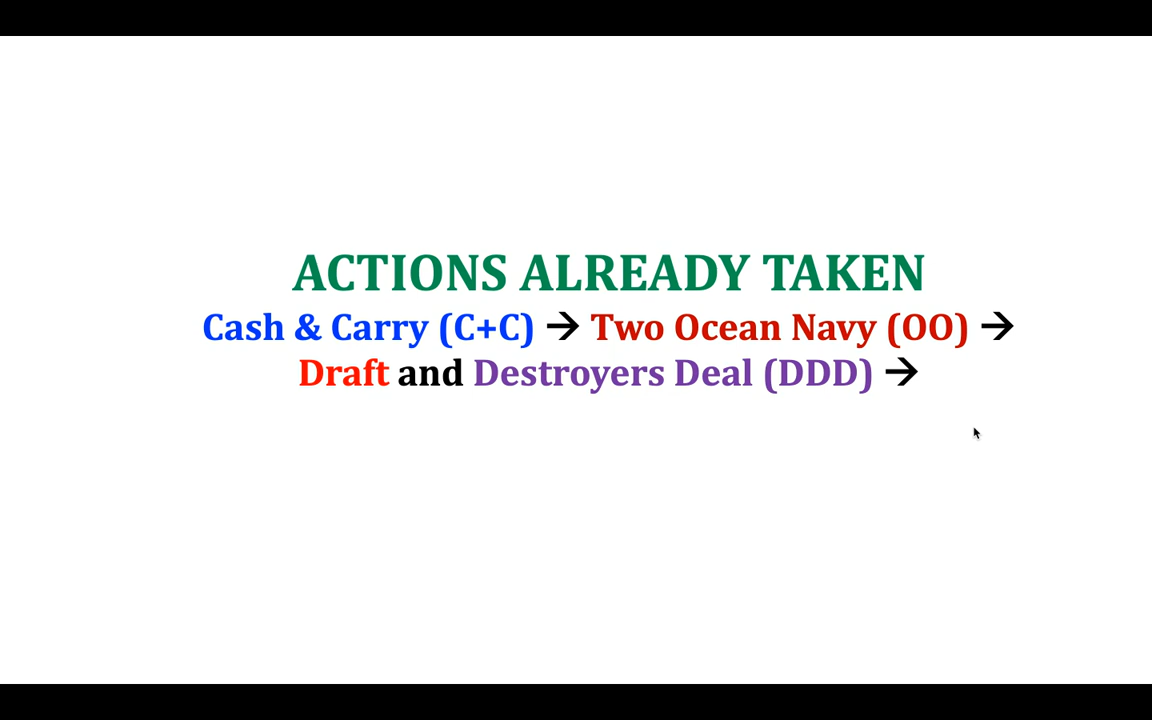 ACTIONS ALREADY TAKEN
Cash & Carry (C+C) → Two Ocean Navy (OO) →
Draft and Destroyers Deal (DDD) →